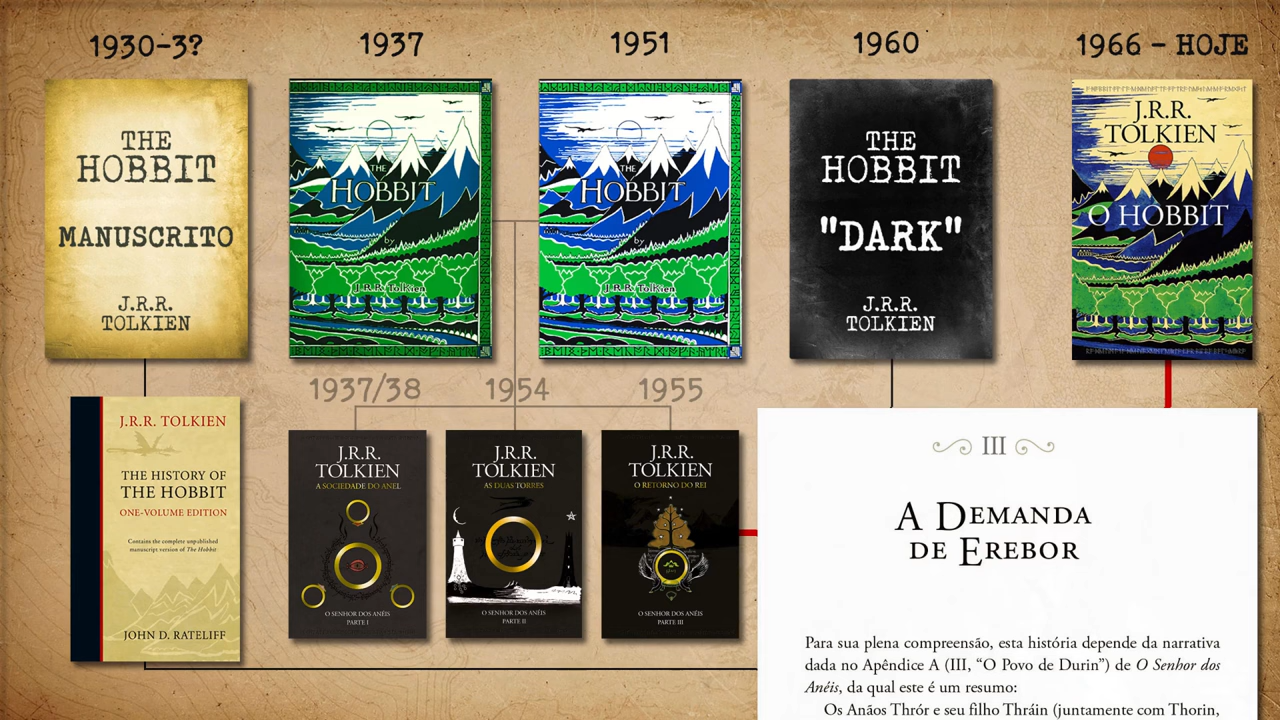 1930-3?
1937
1951
1960
1966 - HOJE
THE
HOBBIT
MANUSCRITO
J.R.R.
TOLKIEN
THE
HOBBIT
by
J.R.R. Tolkien
THE
HOBBIT
by
J.R.R. Tolkien
THE
HOBBIT
"DARK"
J.R.R.
TOLKIEN
J.R.R.
TOLKIEN
O HOBBIT
1937/38
1954
1955
J.R.R. TOLKIEN
THE HISTORY OF
THE HOBBIT
ONE-VOLUME EDITION
Contains the complete unpublished
manuscript version of The Hobbit
JOHN D. RATELIFF
J.R.R.
TOLKIEN
A SOCIEDADE DO ANEL
O SENHOR DOS ANÉIS
PARTE I
J.R.R.
TOLKIEN
AS DUAS TORRES
O SENHOR DOS ANÉIS
PARTE II
J.R.R.
TOLKIEN
O RETORNO DO REI
O SENHOR DOS ANÉIS
PARTE III
III
A DEMANDA
DE EREBOR
Para sua plena compreensão, esta história depende da narrativa
dada no Apêndice A (III, “O Povo de Durin”) de O Senhor dos
Anéis, da qual este é um resumo:
Os Anãos Thrór e seu filho Thráin (juntamente com Thorin,